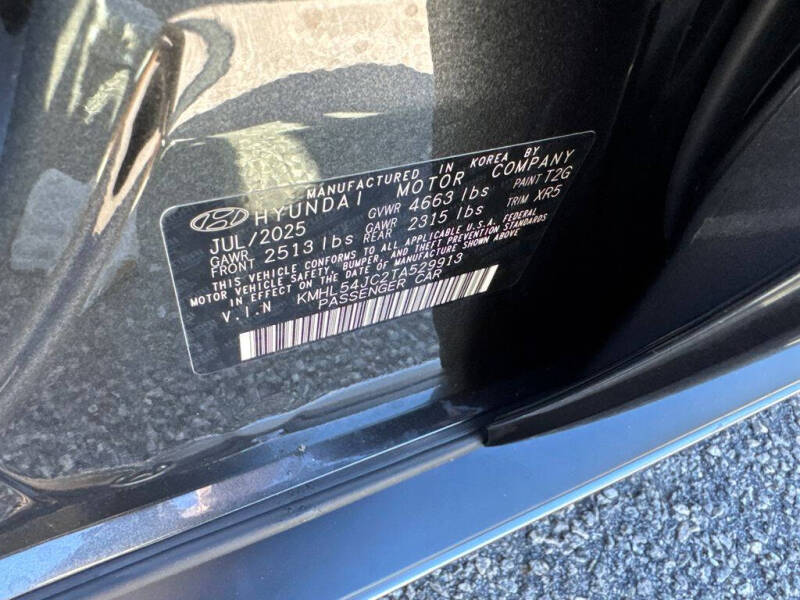 MANUFACTURED IN KOREA BY
HYUNDAI MOTOR COMPANY
JUL/2025 GVWR 4663 lbs PAINT T2G
GAWR FRONT 2513 lbs GAWR REAR 2315 lbs TRIM XR5
THIS VEHICLE CONFORMS TO ALL APPLICABLE U.S.A. FEDERAL
MOTOR VEHICLE SAFETY, BUMPER, AND THEFT PREVENTION STANDARDS
IN EFFECT ON THE DATE OF MANUFACTURE SHOWN ABOVE
V.I.N KMHL54JC2TA529913
PASSENGER CAR